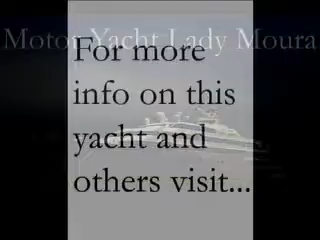 Motor Yacht Lady Moura
For more
info on this
yacht and
others visit...